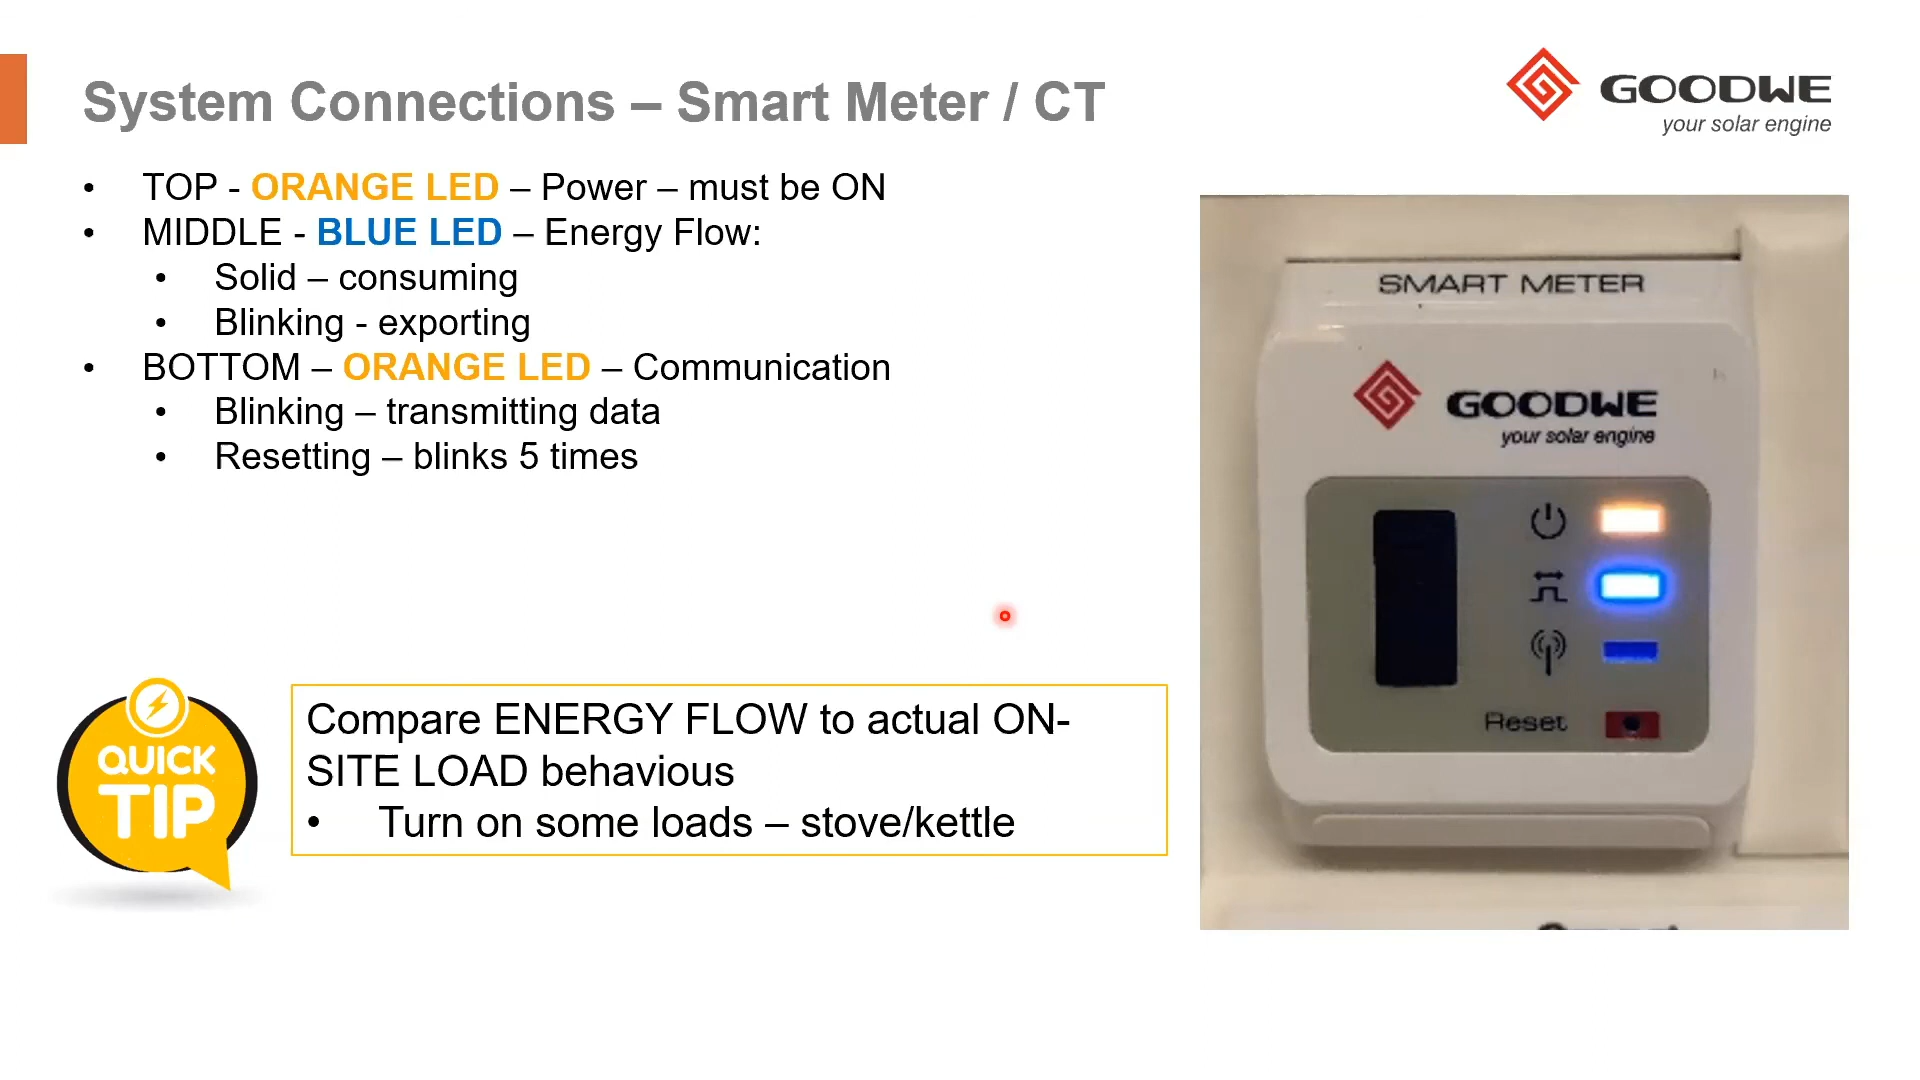 System Connections – Smart Meter / CT
GOODWE
your solar engine
• TOP - ORANGE LED – Power – must be ON
• MIDDLE - BLUE LED – Energy Flow:
• Solid – consuming
• Blinking - exporting
• BOTTOM – ORANGE LED – Communication
• Blinking – transmitting data
• Resetting – blinks 5 times
SMART METER
GOODWE
your solar engine
Reset
QUICK
TIP
Compare ENERGY FLOW to actual ON-
SITE LOAD behavious
• Turn on some loads – stove/kettle